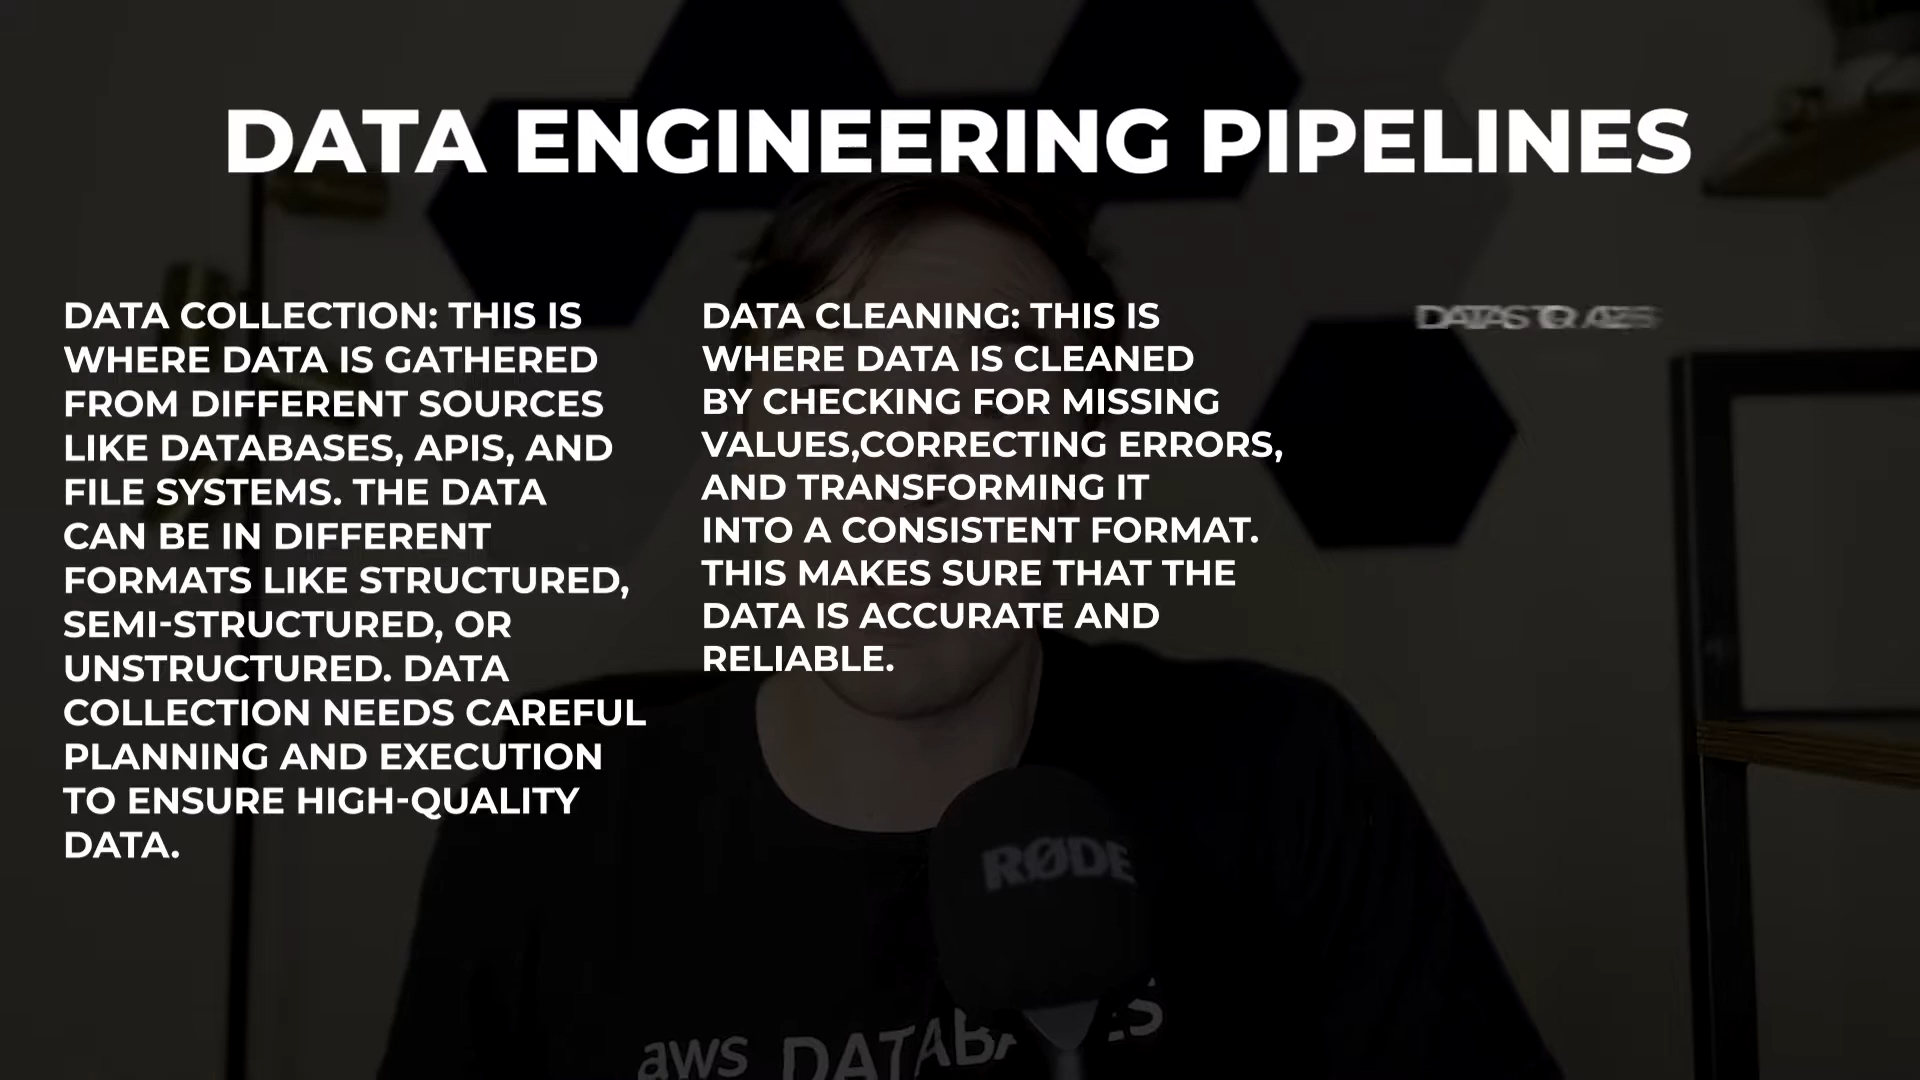 DATA ENGINEERING PIPELINES
DATA COLLECTION: THIS IS
WHERE DATA IS GATHERED
FROM DIFFERENT SOURCES
LIKE DATABASES, APIS, AND
FILE SYSTEMS. THE DATA
CAN BE IN DIFFERENT
FORMATS LIKE STRUCTURED,
SEMI-STRUCTURED, OR
UNSTRUCTURED. DATA
COLLECTION NEEDS CAREFUL
PLANNING AND EXECUTION
TO ENSURE HIGH-QUALITY
DATA.
DATA CLEANING: THIS IS
WHERE DATA IS CLEANED
BY CHECKING FOR MISSING
VALUES,CORRECTING ERRORS,
AND TRANSFORMING IT
INTO A CONSISTENT FORMAT.
THIS MAKES SURE THAT THE
DATA IS ACCURATE AND
RELIABLE.
RØDE
aws